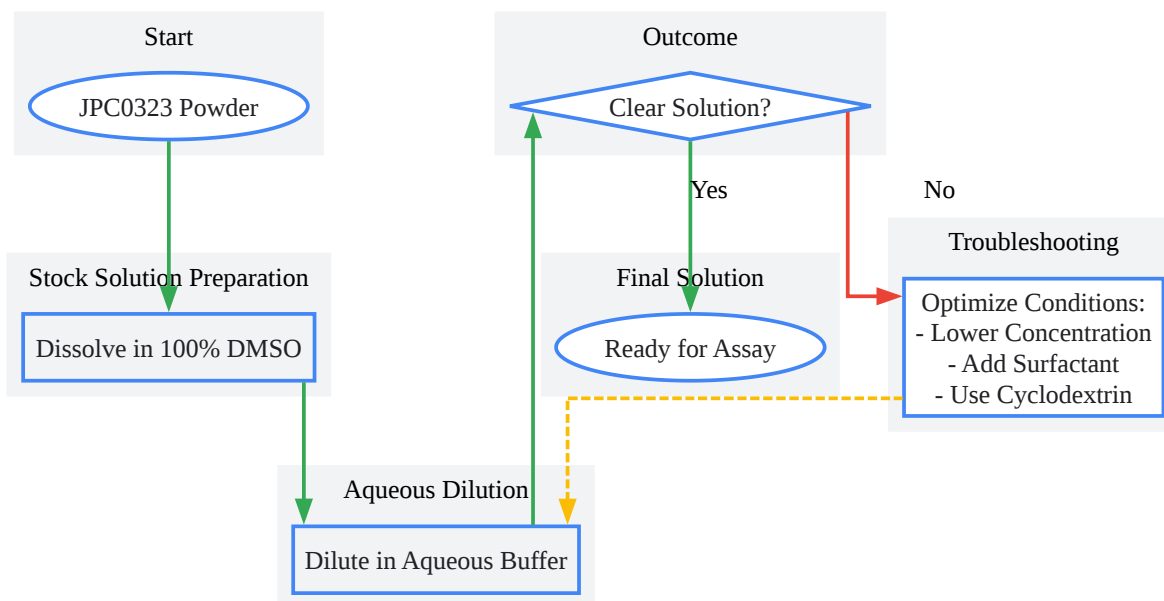 Start
JPC0323 Powder
Outcome
Clear Solution?
Yes
No
Stock Solution Preparation
Dissolve in 100% DMSO
Final Solution
Ready for Assay
Troubleshooting
Optimize Conditions:
- Lower Concentration
- Add Surfactant
- Use Cyclodextrin
Aqueous Dilution
Dilute in Aqueous Buffer